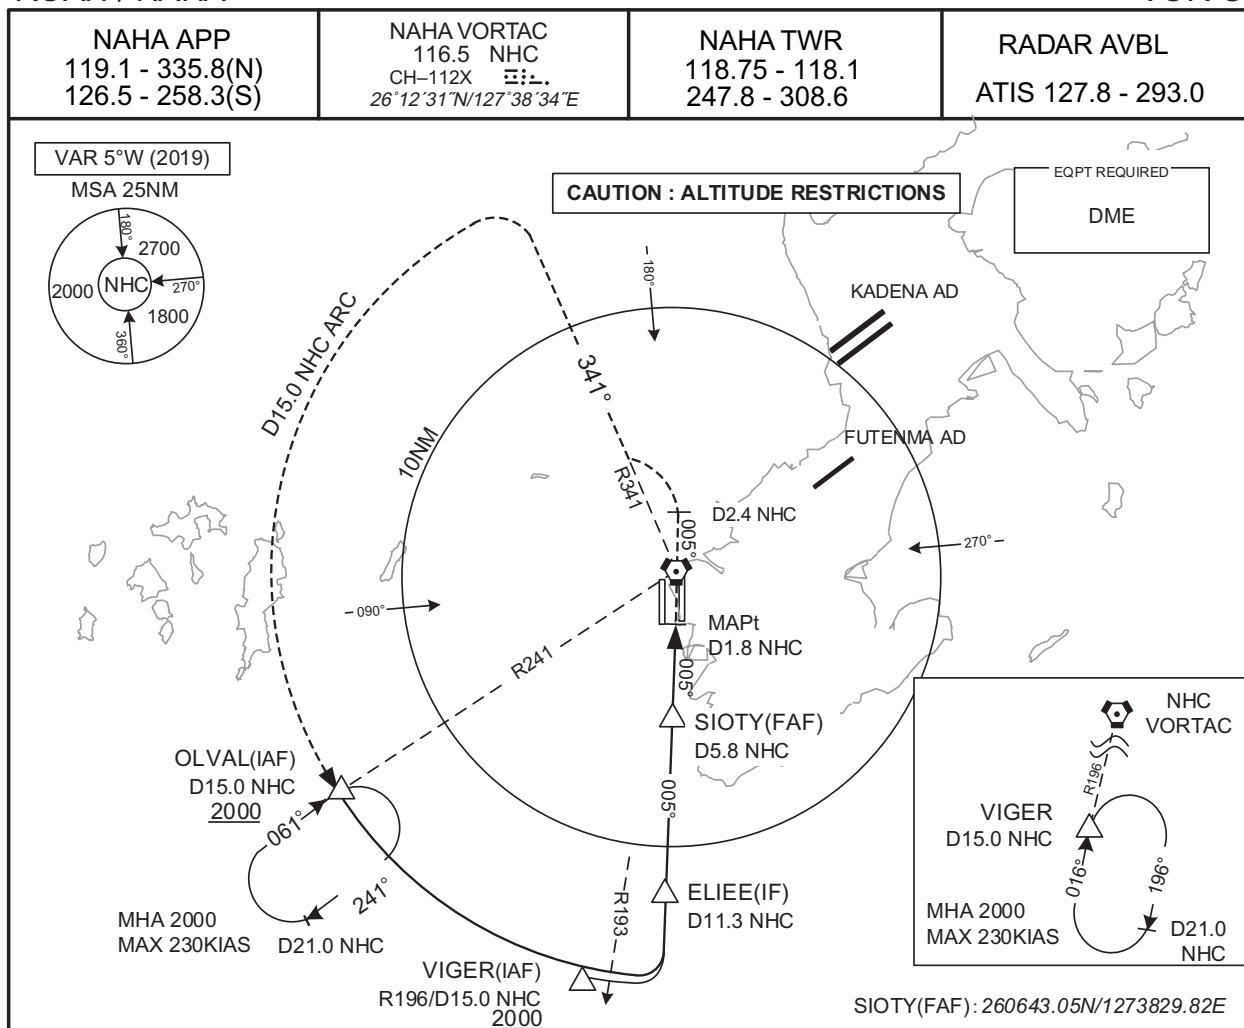 NAHA APP
119.1 - 335.8(N)
126.5 - 258.3(S)
NAHA VORTAC
116.5 NHC
CH–112X
26°12´31˝N/127°38´34˝E
NAHA TWR
118.75 - 118.1
247.8 - 308.6
RADAR AVBL
ATIS 127.8 - 293.0
VAR 5°W (2019)
MSA 25NM
180°
2700
2000
NHC
270°
1800
360°
CAUTION : ALTITUDE RESTRICTIONS
EQPT REQUIRED
DME
D15.0 NHC ARC
10NM
341°
180°
KADENA AD
FUTENMA AD
R341
D2.4 NHC
005°
270°
090°
R241
MAPt
D1.8 NHC
005°
SIOTY(FAF)
D5.8 NHC
OLVAL(IAF)
D15.0 NHC
2000
061°
241°
MHA 2000
MAX 230KIAS
D21.0 NHC
005°
ELIEE(IF)
D11.3 NHC
R193
VIGER(IAF)
R196/D15.0 NHC
2000
NHC
VORTAC
R196
VIGER
D15.0 NHC
016°
196°
MHA 2000
MAX 230KIAS
D21.0
NHC
SIOTY(FAF): 260643.05N/1273829.82E